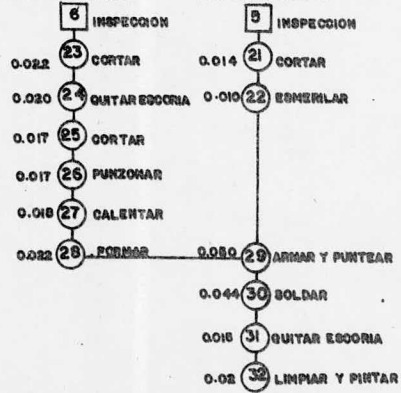 6 INSPECCION
5 INSPECCION
0.022 23 CORTAR
0.014 21 CORTAR
0.020 24 QUITAR ESCORIA
0.010 22 ESMERILAR
0.017 25 CORTAR
0.017 26 PUNZONAR
0.018 27 CALENTAR
0.022 28 FORMAR
0.050 29 ARMAR Y PUNTEAR
0.044 30 SOLDAR
0.016 31 QUITAR ESCORIA
0.02 32 LIMPIAR Y PINTAR